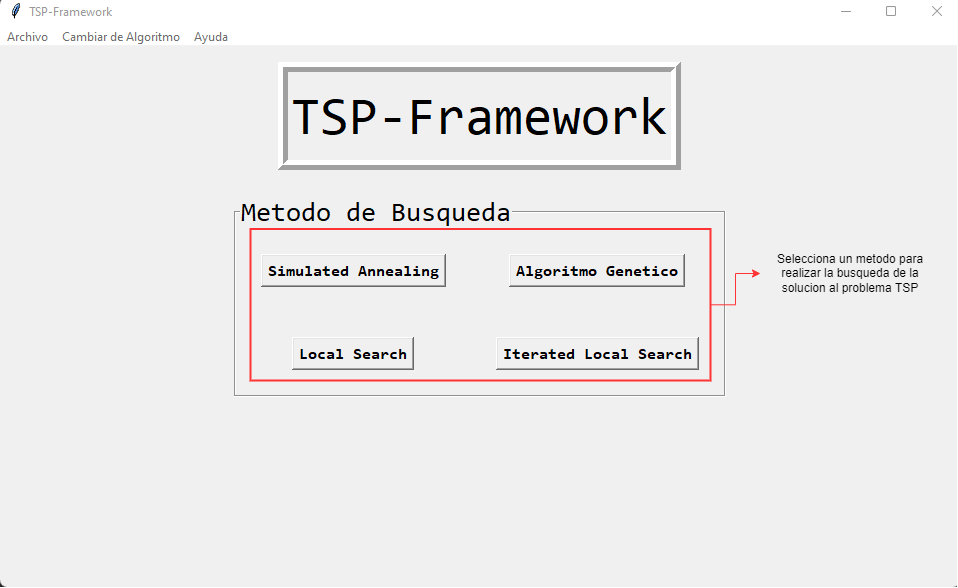 TSP-Framework
Archivo Cambiar de Algoritmo Ayuda
TSP-Framework
Metodo de Busqueda
Simulated Annealing Algoritmo Genetico
Local Search Iterated Local Search
Selecciona un metodo para
realizar la busqueda de la
solucion al problema TSP